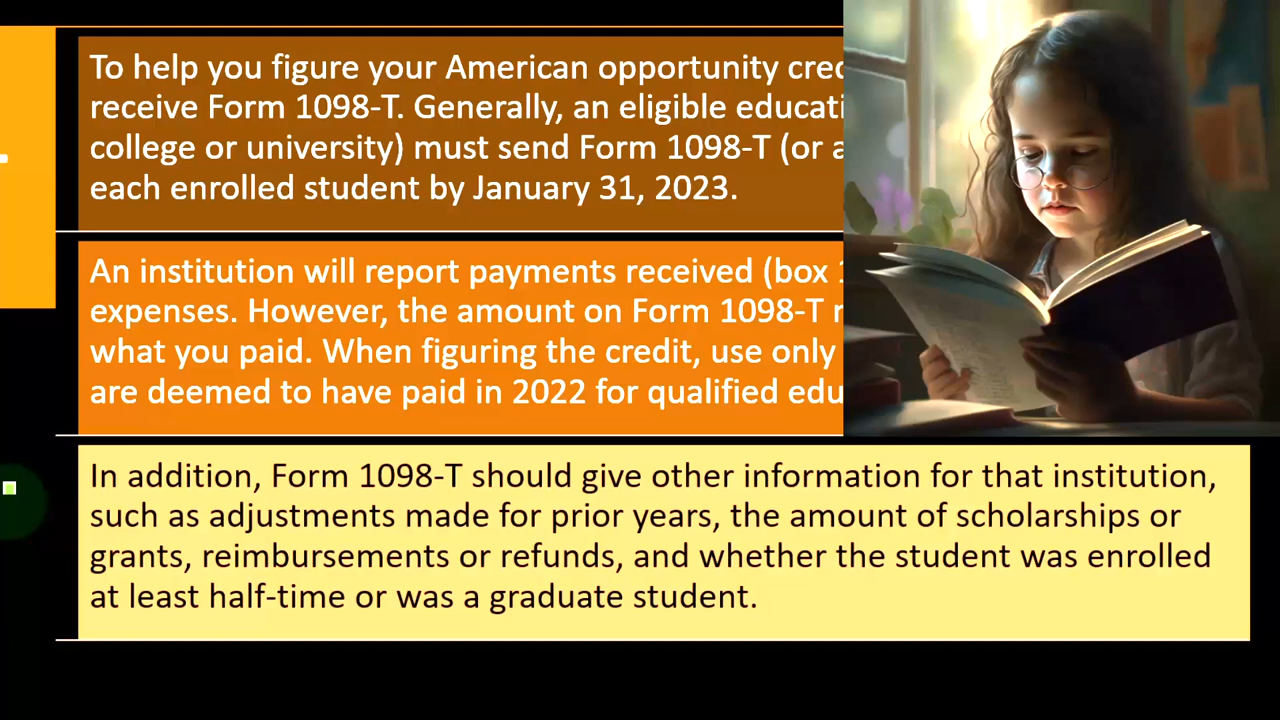 To help you figure your American opportunity
receive Form 1098-T. Generally, an eligible
college or university) must send Form 1098-T (or
each enrolled student by January 31, 2023.
An institution will report payments received (box
expenses. However, the amount on Form 1098-T
what you paid. When figuring the credit, use only
are deemed to have paid in 2022 for qualified
In addition, Form 1098-T should give other information for that institution,
such as adjustments made for prior years, the amount of scholarships or
grants, reimbursements or refunds, and whether the student was enrolled
at least half-time or was a graduate student.